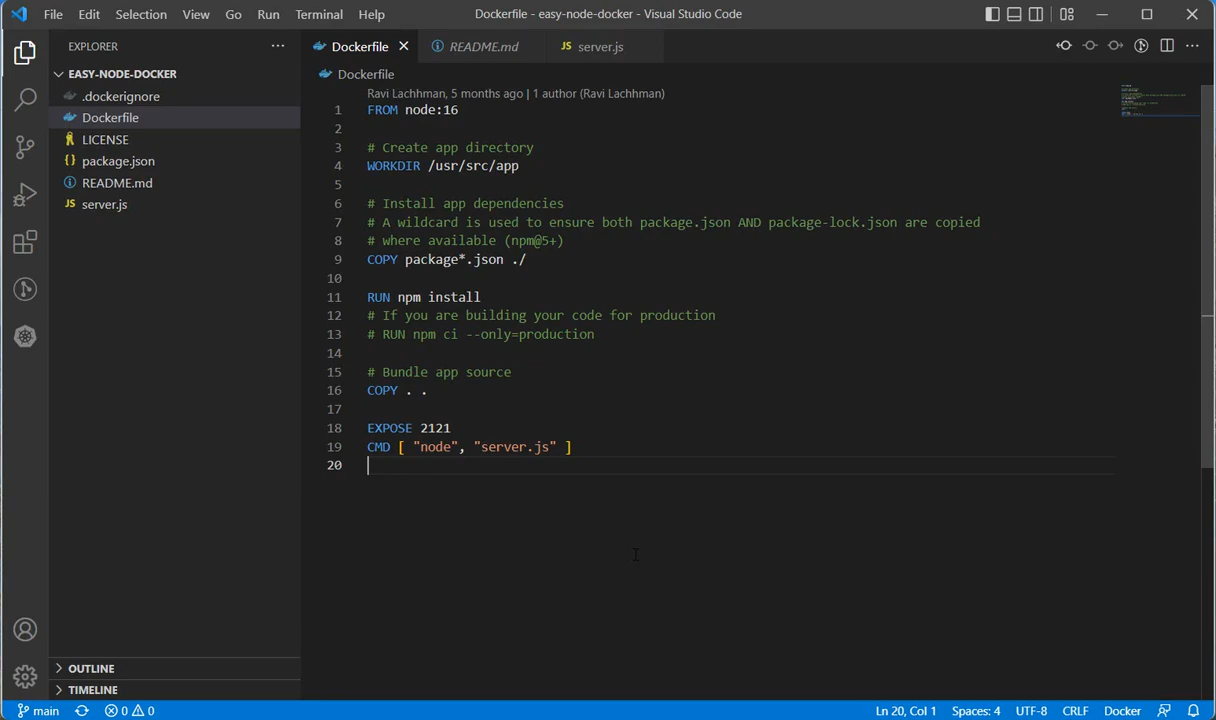 File Edit Selection View Go Run Terminal Help Dockerfile - easy-node-docker - Visual Studio Code
EXPLORER
EASY-NODE-DOCKER
.dockerignore
Dockerfile
LICENSE
{} package.json
README.md
JS server.js
OUTLINE
TIMELINE
Dockerfile README.md JS server.js
Dockerfile
Ravi Lachhman, 5 months ago | 1 author (Ravi Lachhman)
1 FROM node:16
2
3 # Create app directory
4 WORKDIR /usr/src/app
5
6 # Install app dependencies
7 # A wildcard is used to ensure both package.json AND package-lock.json are copied
8 # where available (npm@5+)
9 COPY package*.json ./
10
11 RUN npm install
12 # If you are building your code for production
13 # RUN npm ci --only=production
14
15 # Bundle app source
16 COPY . .
17
18 EXPOSE 2121
19 CMD [ "node", "server.js" ]
20
main 0 0 Ln 20, Col 1 Spaces: 4 UTF-8 CRLF Docker